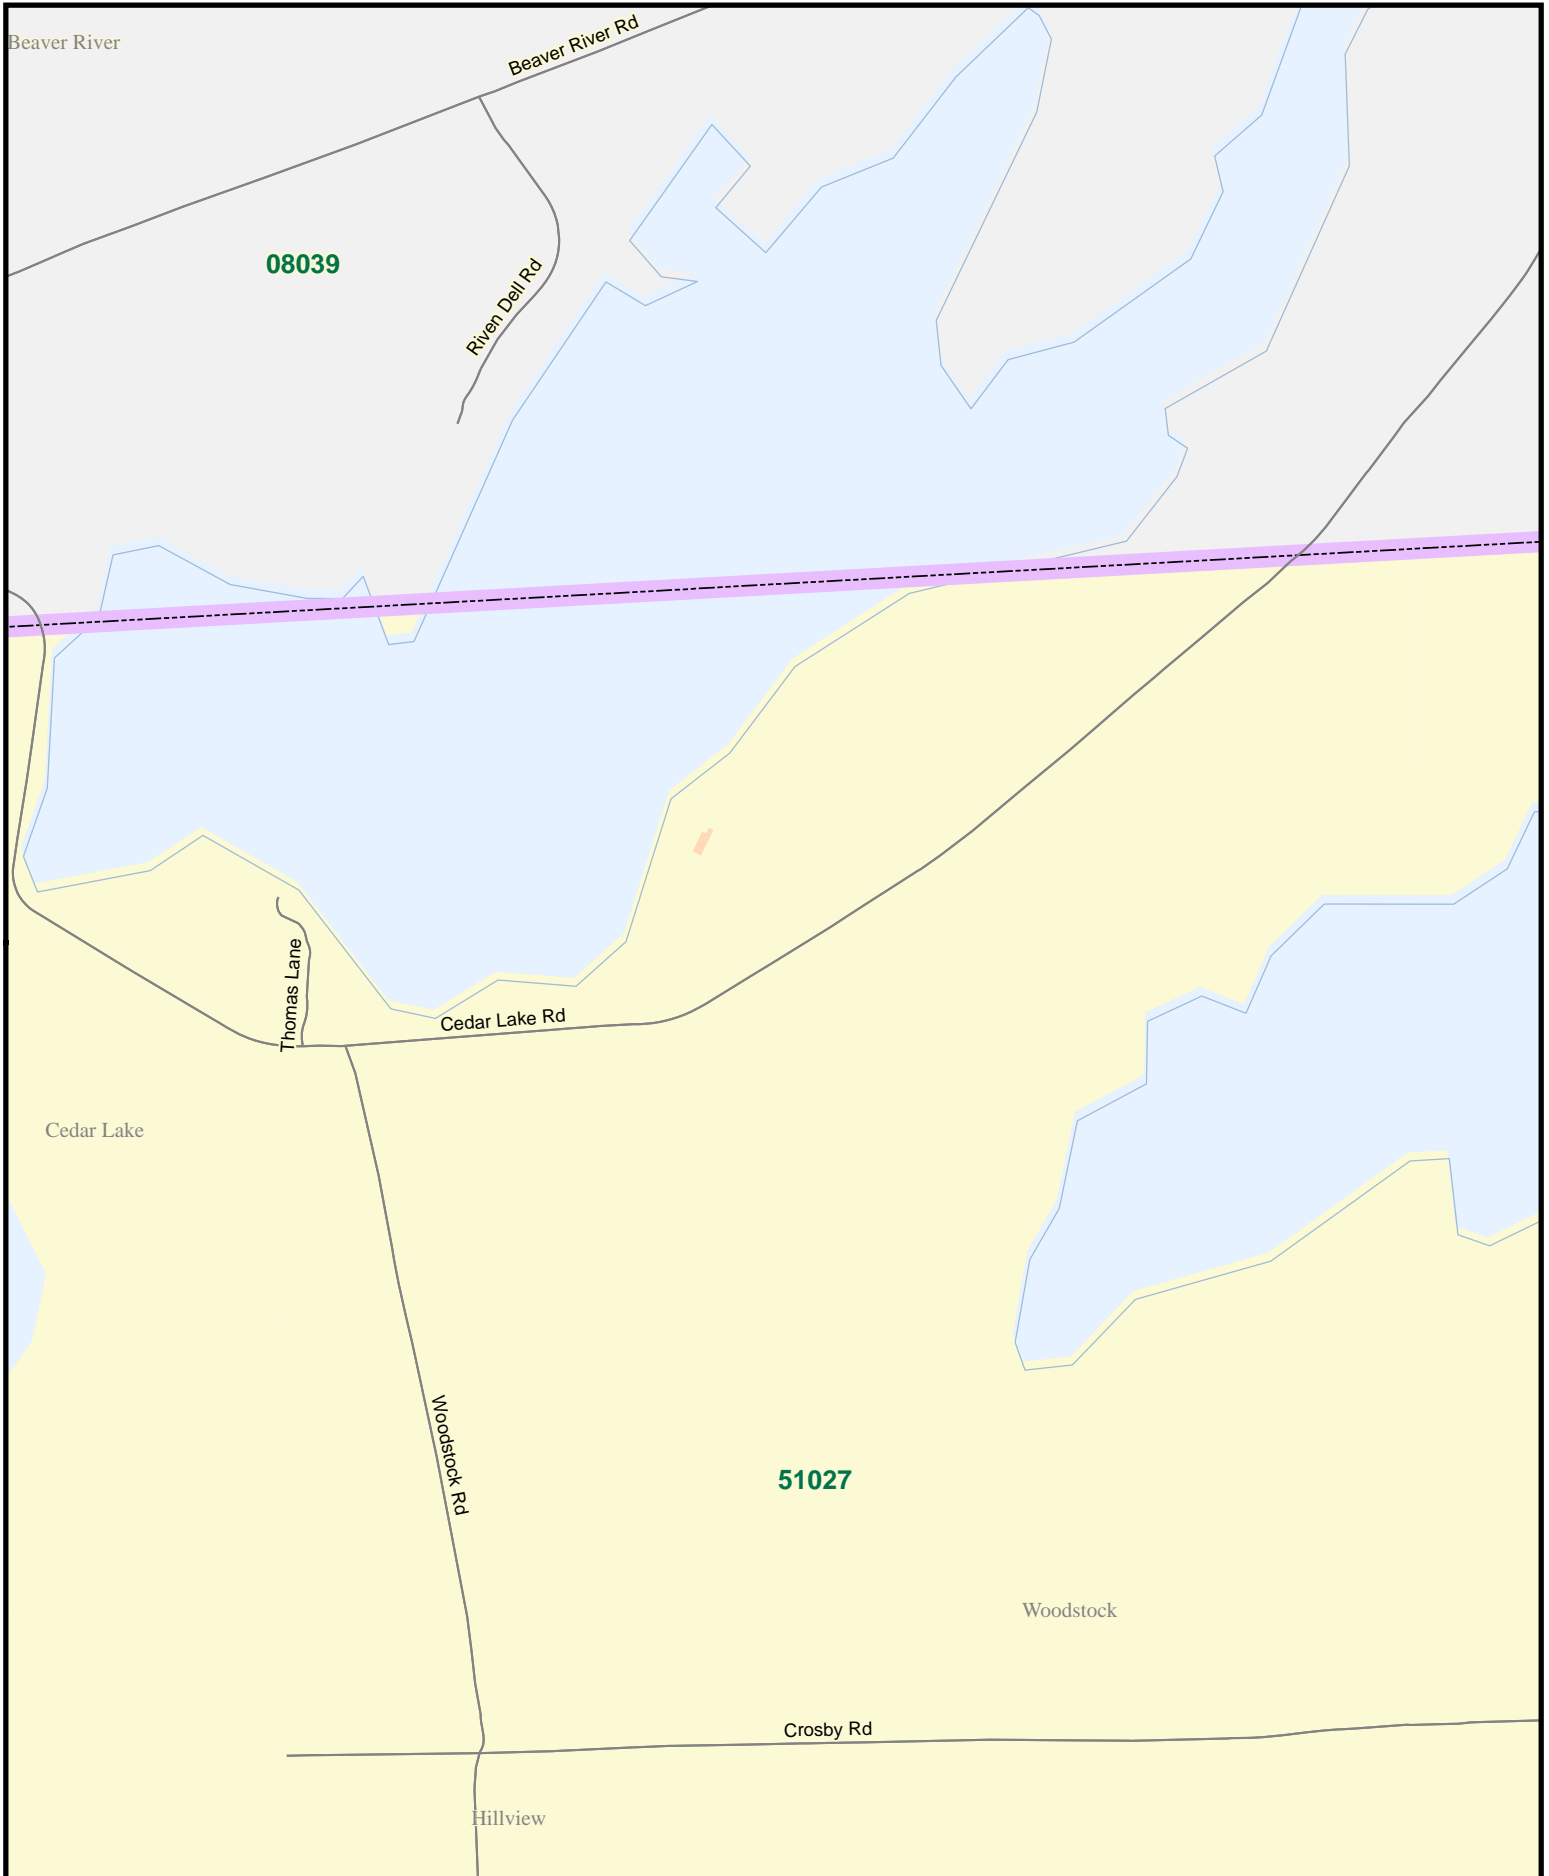 Beaver River Rd
Beaver River
08039
Riven Dell Rd
Thomas Lane
Cedar Lake Rd
Cedar Lake
Woodstock Rd
51027
Woodstock
Crosby Rd
Hillview